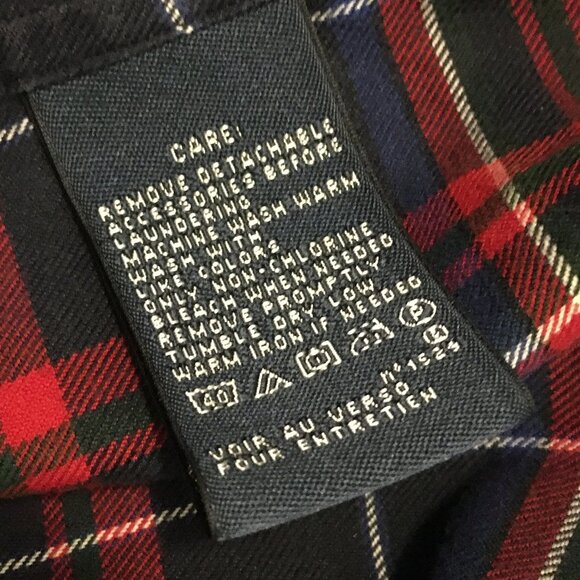 CARE:
REMOVE DETACHABLE
ACCESSORIES BEFORE
LAUNDERING
MACHINE WASH WARM
WASH WITH
LIKE COLORS
ONLY NON-CHLORINE
BLEACH WHEN NEEDED
REMOVE PROMPTLY
TUMBLE DRY LOW
WARM IRON IF NEEDED
40 P
Nº1525
VOIR AU VERSO
POUR ENTRETIEN